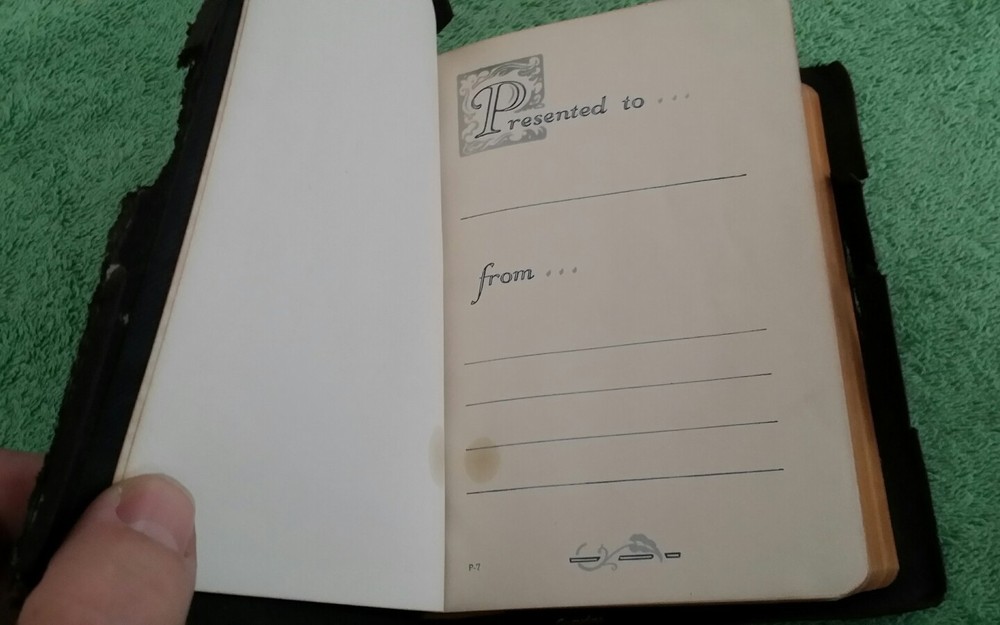 Presented to ...
from ...
P-7